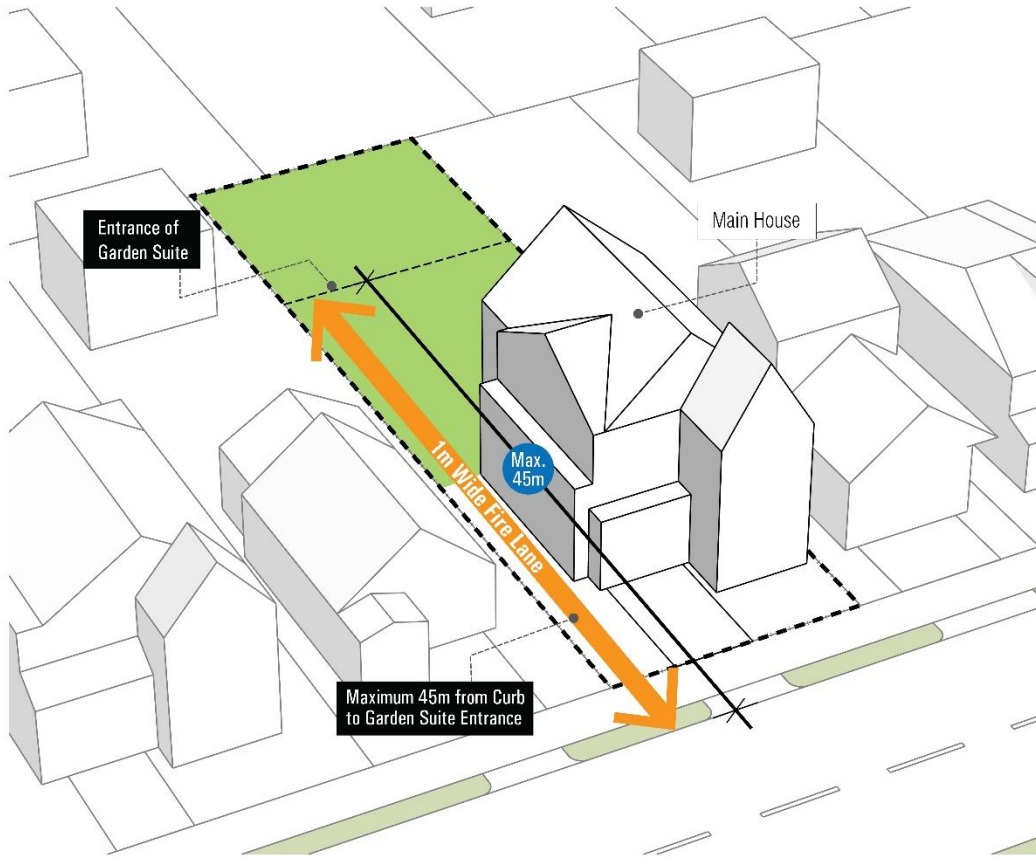 Entrance of
Garden Suite
Main House
Max.
45m
1m Wide Fire Lane
Maximum 45m from Curb
to Garden Suite Entrance